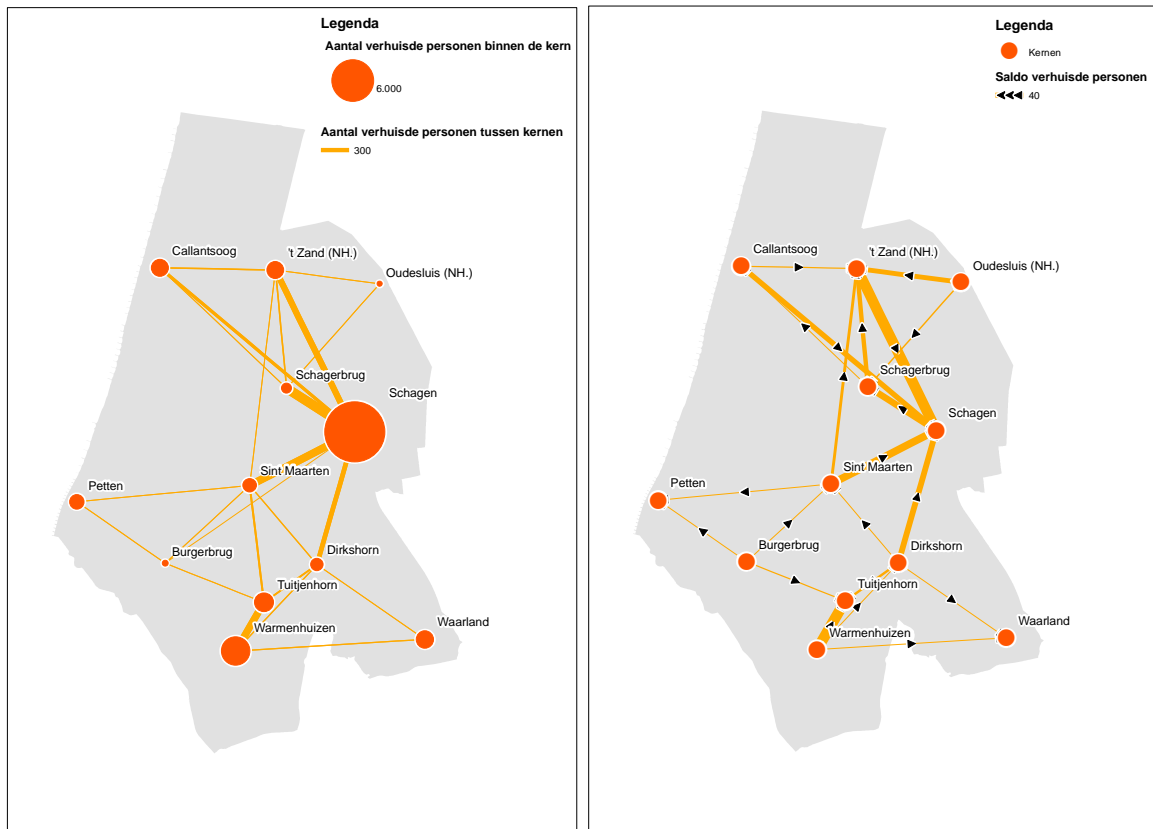 Legenda
Aantal verhuisde personen binnen de kern
6.000
Aantal verhuisde personen tussen kernen
300
Callantsoog
't Zand (NH.)
Oudesluis (NH.)
Schagerbrug
Schagen
Sint Maarten
Petten
Burgerbrug
Dirkshorn
Tuitjenhorn
Warmenhuizen
Waarland
Legenda
Kernen
Saldo verhuisde personen
40
Callantsoog
't Zand (NH.)
Oudesluis (NH.)
Schagerbrug
Schagen
Sint Maarten
Petten
Burgerbrug
Dirkshorn
Tuitjenhorn
Warmenhuizen
Waarland